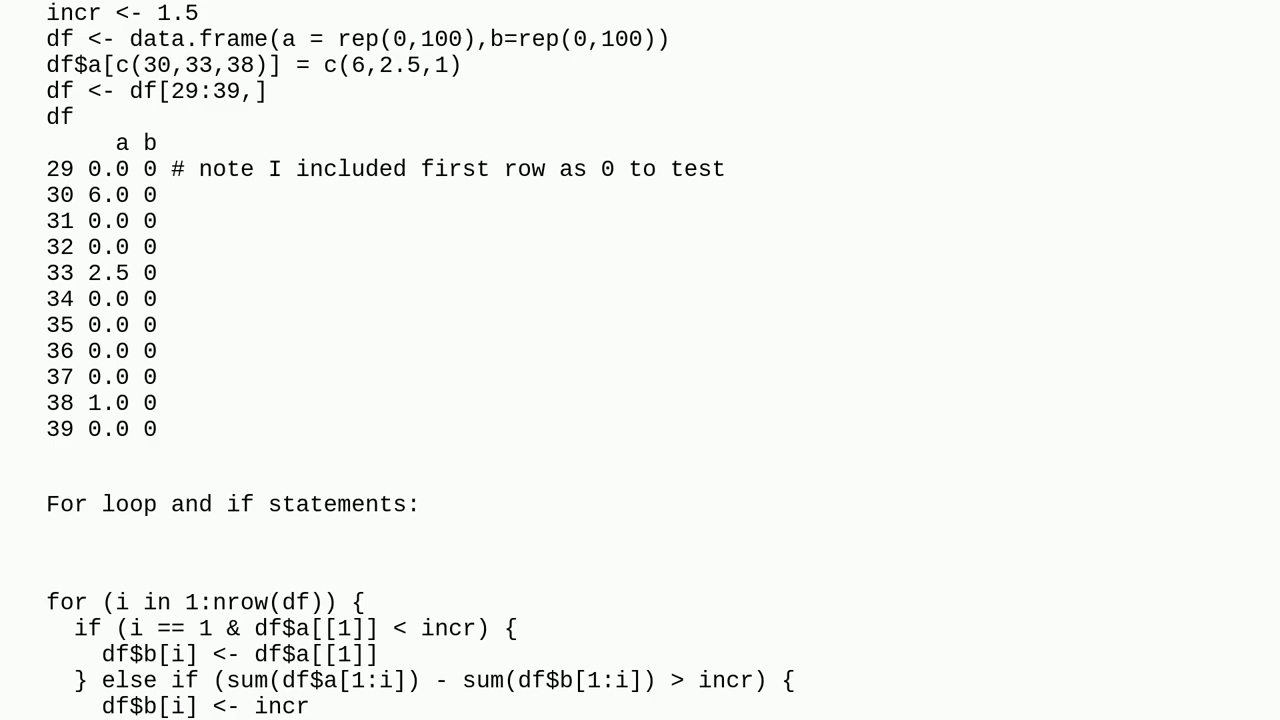 incr <- 1.5
df <- data.frame(a = rep(0,100),b=rep(0,100))
df$a[c(30,33,38)] = c(6,2.5,1)
df <- df[29:39,]
df
     a b
29 0.0 0 # note I included first row as 0 to test
30 6.0 0
31 0.0 0
32 0.0 0
33 2.5 0
34 0.0 0
35 0.0 0
36 0.0 0
37 0.0 0
38 1.0 0
39 0.0 0
For loop and if statements:
for (i in 1:nrow(df)) {
  if (i == 1 & df$a[[1]] < incr) {
    df$b[i] <- df$a[[1]]
  } else if (sum(df$a[1:i]) - sum(df$b[1:i]) > incr) {
    df$b[i] <- incr